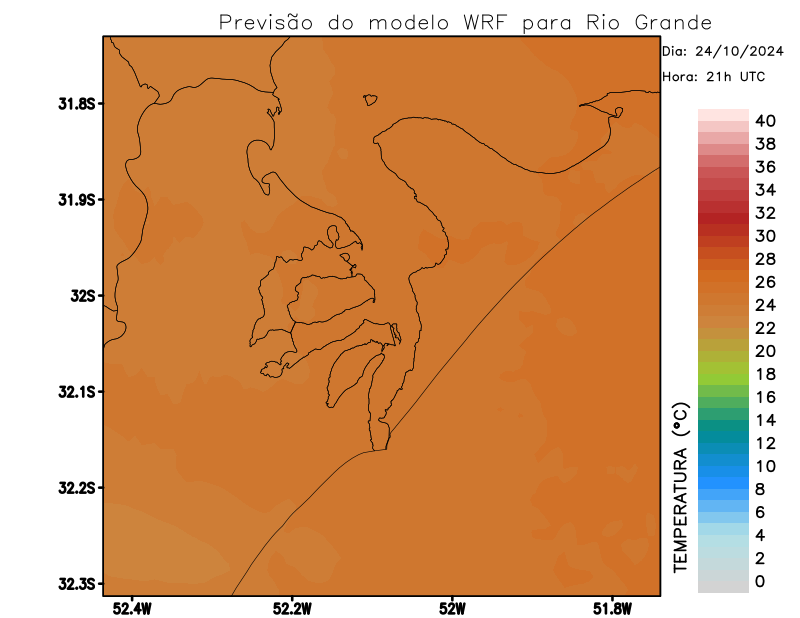 Previsão do modelo WRF para Rio Grande
Dia: 24/10/2024
Hora: 21h UTC
31.8S
31.9S
32S
32.1S
32.2S
32.3S
52.4W
52.2W
52W
51.8W
40
38
36
34
32
30
28
26
24
22
20
18
16
14
12
10
8
6
4
2
0
TEMPERATURA (°C)